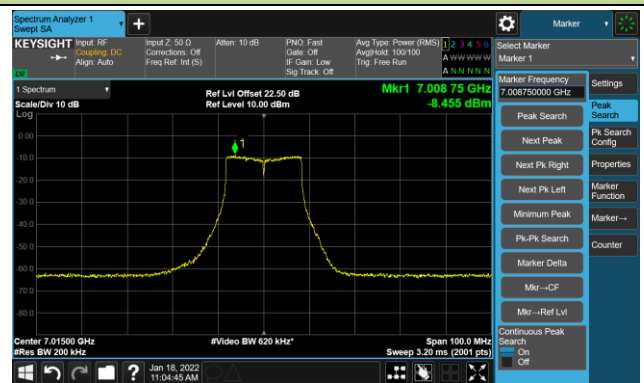 Spectrum Analyzer 1
Swept SA
+
Marker
KEYSIGHT
Input: RF
Coupling: DC
Align: Auto
Input Z: 50 Ω
Corrections: Off
Freq Ref: Int (S)
Atten: 10 dB
PNO: Fast
Gate: Off
IF Gain: Low
Sig Track: Off
Avg Type: Power (RMS)
Avg|Hold: 100/100
Trig: Free Run
1 2 3 4 5 6
A W W W W W
A N N N N N
Select Marker
Marker 1
1 Spectrum
Scale/Div 10 dB
Log
Ref Lvl Offset 22.50 dB
Ref Level 10.00 dBm
Mkr1 7.008 75 GHz
-8.455 dBm
1
0.00
-10.0
-20.0
-30.0
-40.0
-50.0
-60.0
-70.0
-80.0
Center 7.01500 GHz
#Res BW 200 kHz
#Video BW 620 kHz*
Span 100.0 MHz
Sweep 3.20 ms (2001 pts)
Marker Frequency
7.008750000 GHz
Peak Search
Next Peak
Next Pk Right
Next Pk Left
Minimum Peak
Pk-Pk Search
Marker Delta
Mkr→CF
Mkr→Ref Lvl
Continuous Peak
Search
On
Off
Settings
Peak
Search
Pk Search
Config
Properties
Marker
Function
Marker→
Counter
?
Jan 18, 2022
11:04:45 AM